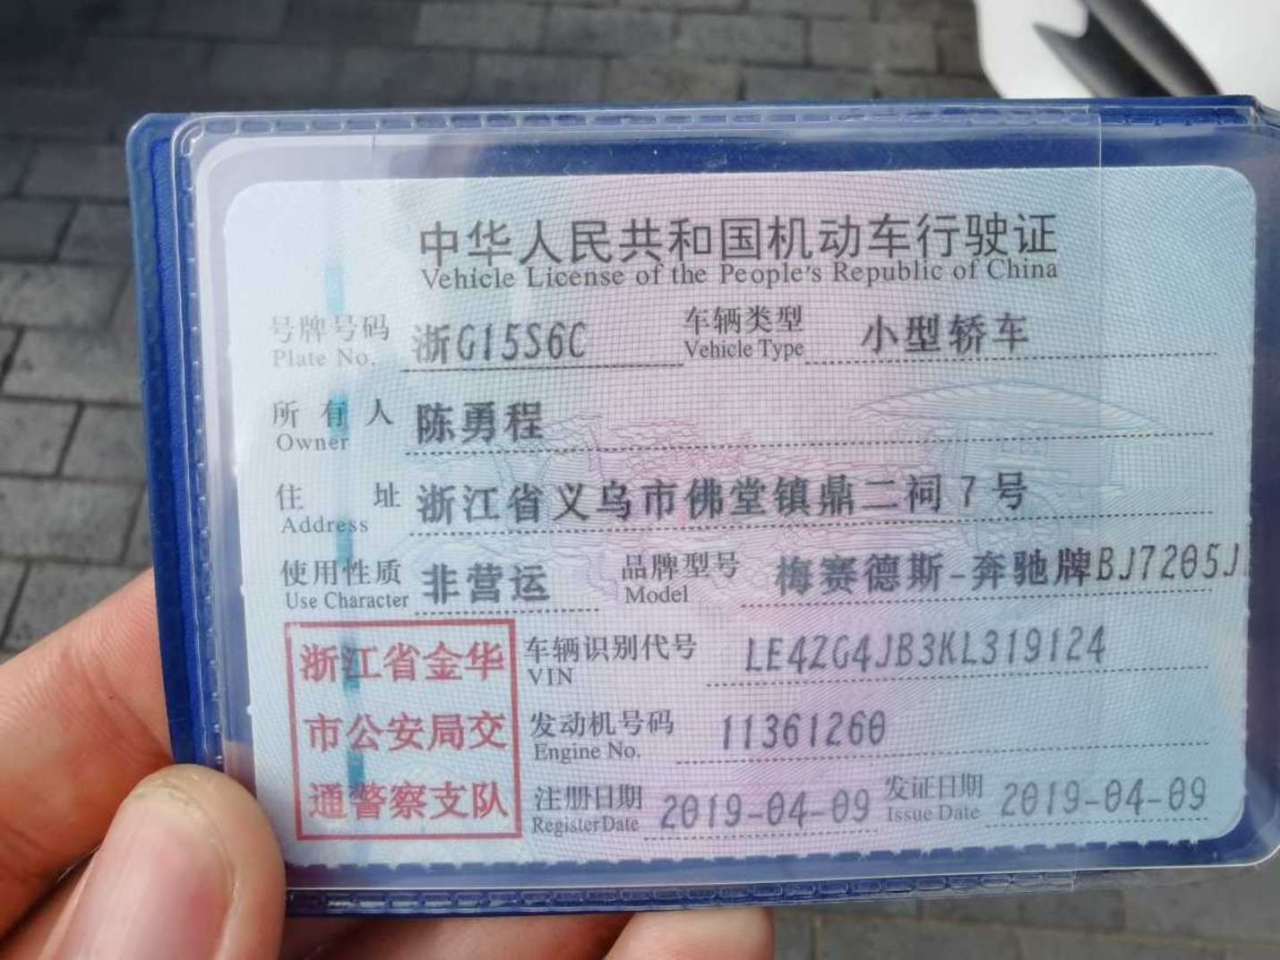 中华人民共和国机动车行驶证
Vehicle License of the People's Republic of China
号牌号码 浙G15S6C 车辆类型 小型轿车
Plate No. Vehicle Type
所有人 陈勇程
Owner
住址 浙江省义乌市佛堂镇鼎二祠7号
Address
使用性质 非营运 品牌型号 梅赛德斯-奔驰牌BJ7205J
Use Character Model
浙江省金华 车辆识别代号 LE4ZG4JB3KL319124
VIN
市公安局交 发动机号码 11361260
Engine No.
通警察支队 注册日期 2019-04-09 发证日期 2019-04-09
Register Date Issue Date